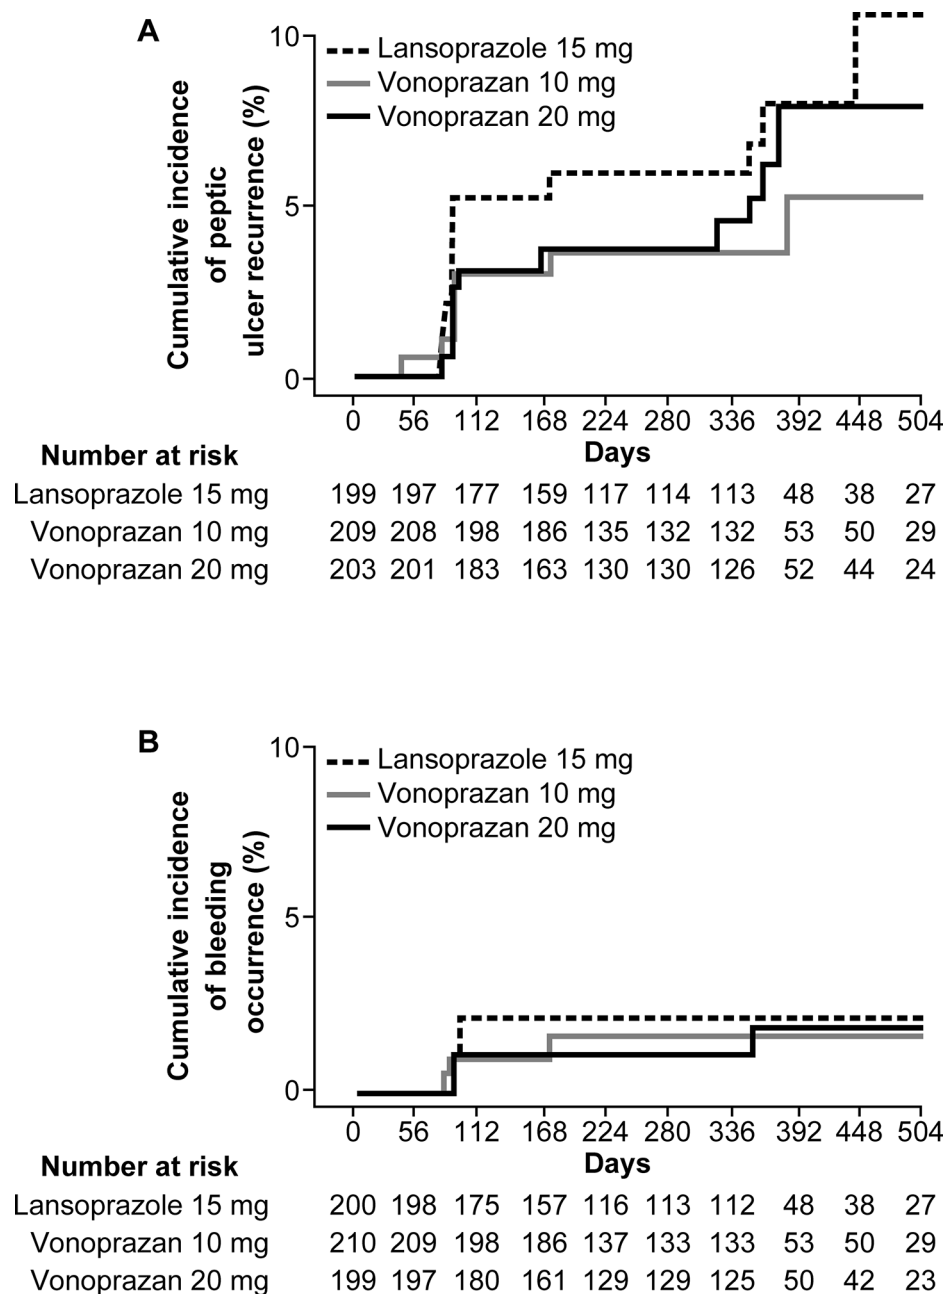 A
Cumulative incidence
of peptic
ulcer recurrence (%)
10
5
0
Lansoprazole 15 mg
Vonoprazan 10 mg
Vonoprazan 20 mg
0 56 112 168 224 280 336 392 448 504
Days
Number at risk
Lansoprazole 15 mg 199 197 177 159 117 114 113 48 38 27
Vonoprazan 10 mg 209 208 198 186 135 132 132 53 50 29
Vonoprazan 20 mg 203 201 183 163 130 130 126 52 44 24
B
Cumulative incidence
of bleeding
occurrence (%)
10
5
0
Lansoprazole 15 mg
Vonoprazan 10 mg
Vonoprazan 20 mg
0 56 112 168 224 280 336 392 448 504
Days
Number at risk
Lansoprazole 15 mg 200 198 175 157 116 113 112 48 38 27
Vonoprazan 10 mg 210 209 198 186 137 133 133 53 50 29
Vonoprazan 20 mg 199 197 180 161 129 129 125 50 42 23